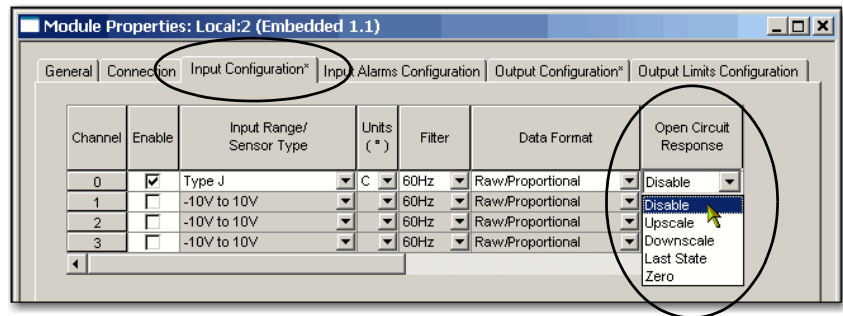 Module Properties: Local:2 (Embedded 1.1)
General Connection Input Configuration* Input Alarms Configuration Output Configuration* Output Limits Configuration
Channel Enable Input Range/ Sensor Type Units (°) Filter Data Format Open Circuit Response
0 Type J C 60Hz Raw/Proportional Disable
1 -10V to 10V 60Hz Raw/Proportional Disable
2 -10V to 10V 60Hz Raw/Proportional Upscale
3 -10V to 10V 60Hz Raw/Proportional Downscale
Last State
Zero